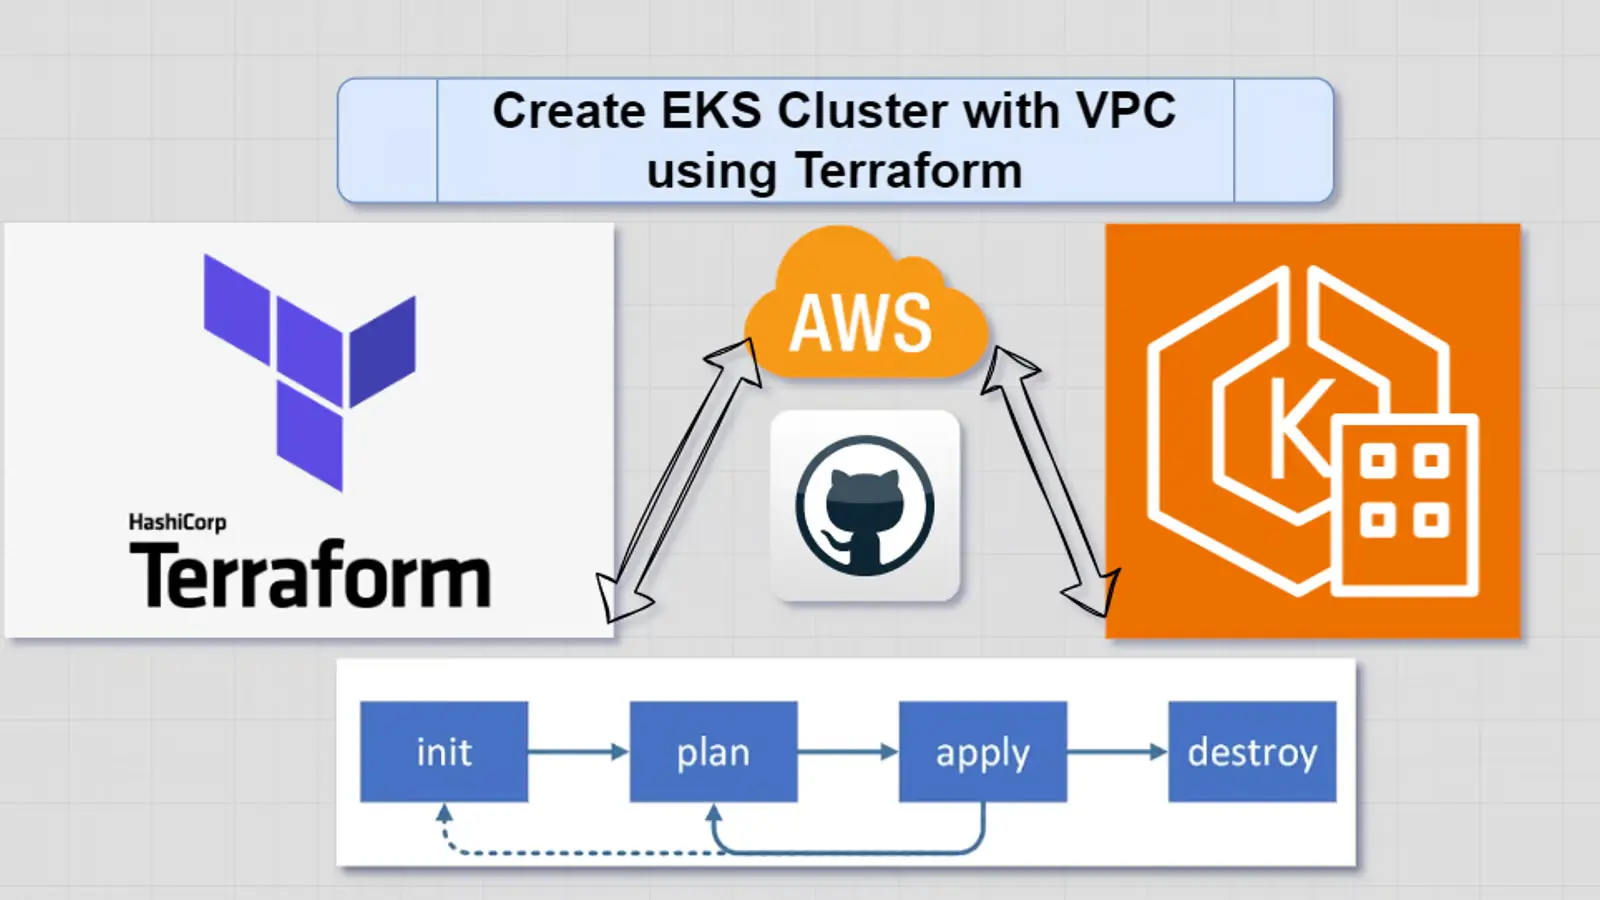 Create EKS Cluster with VPC
using Terraform
AWS
HashiCorp
Terraform
K
init
plan
apply
destroy